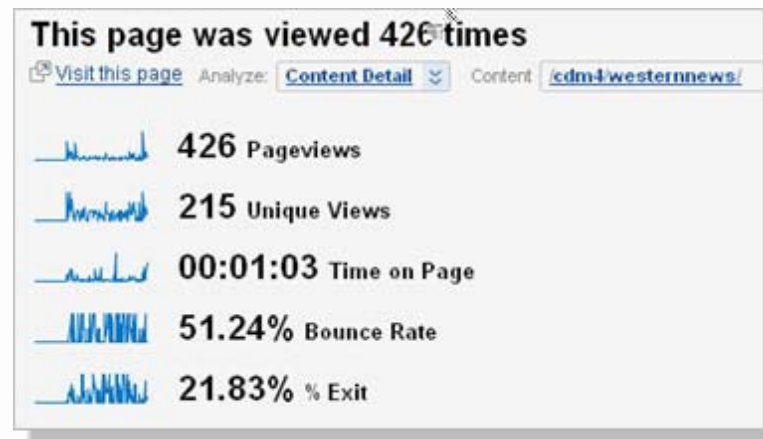 This page was viewed 426 times
Visit this page Analyze: Content Detail Content /cdm4/westernnews/
426 Pageviews
215 Unique Views
00:01:03 Time on Page
51.24% Bounce Rate
21.83% % Exit